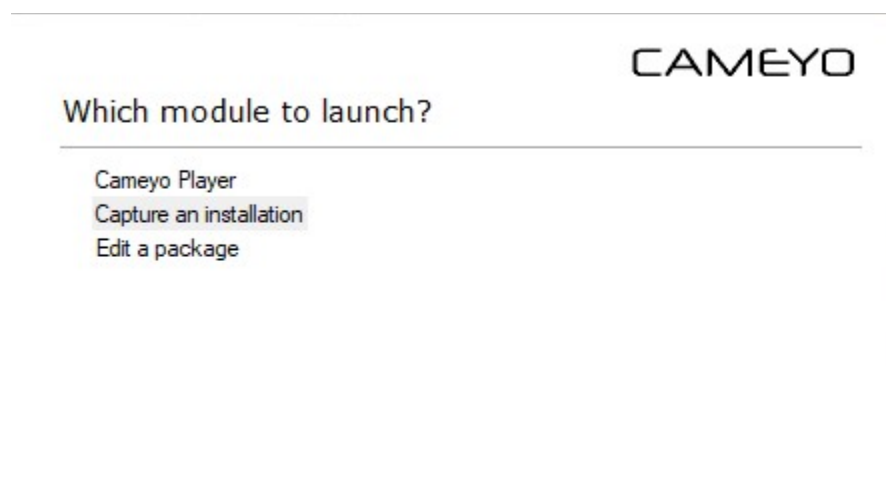 CAMEYO
Which module to launch?
Cameyo Player
Capture an installation
Edit a package